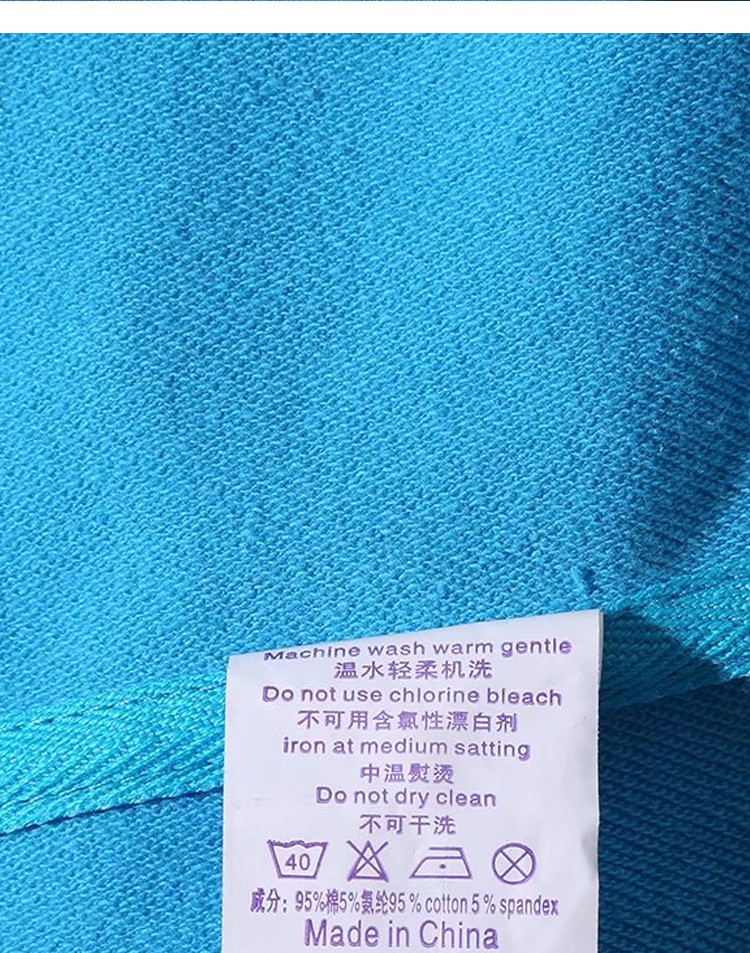 Machine wash warm gentle
温水轻柔机洗
Do not use chlorine bleach
不可用含氯性漂白剂
iron at medium satting
中温熨烫
Do not dry clean
不可干洗
40
成分：95%棉5%氨纶95％cotton 5％spandex
Made in China